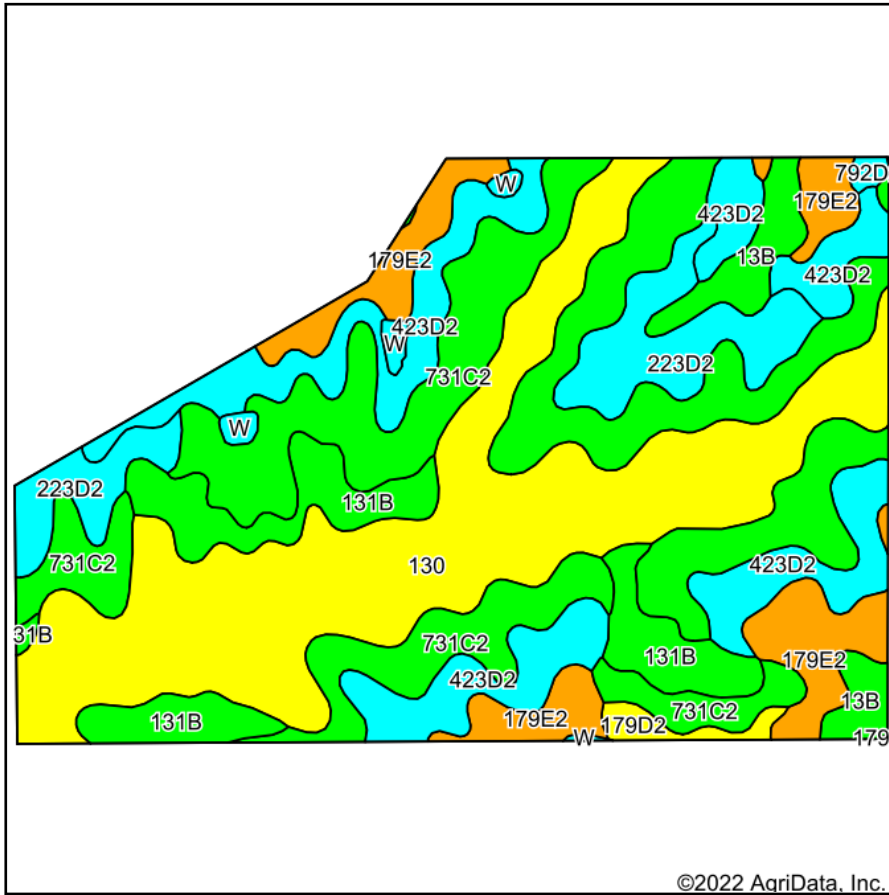 792D
W
179E2
423D2
13B
179E2
423D2
423D2
W
223D2
731C2
W
223D2
131B
731C2
130
423D2
31B
731C2
131B
179E2
423D2
13B
731C2
131B
179E2
179D2
W
179
©2022 AgriData, Inc.